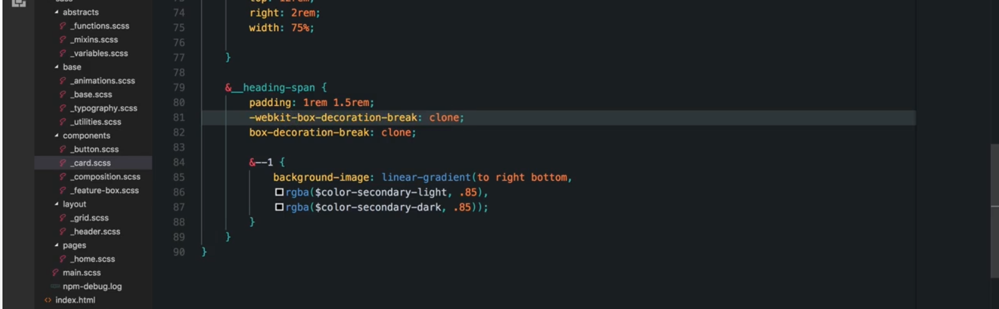 abstracts
_functions.scss
_mixins.scss
_variables.scss
base
_animations.scss
_base.scss
_typography.scss
_utilities.scss
components
_button.scss
_card.scss
_composition.scss
_feature-box.scss
layout
_grid.scss
_header.scss
pages
_home.scss
main.scss
npm-debug.log
<> index.html
74 right: 2rem;
75 width: 75%;
76
77 }
78
79 &__heading-span {
80 padding: 1rem 1.5rem;
81 -webkit-box-decoration-break: clone;
82 box-decoration-break: clone;
83
84 &--1 {
85 background-image: linear-gradient(to right bottom,
86 rgba($color-secondary-light, .85),
87 rgba($color-secondary-dark, .85));
88 }
89 }
90 }